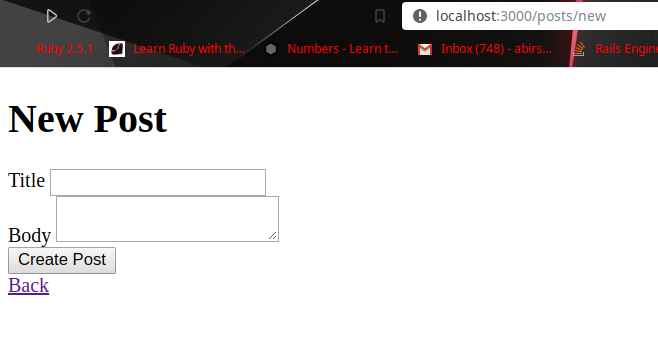 localhost:3000/posts/new
Ruby 2.5.1 Learn Ruby with th... Numbers - Learn t... Inbox (748) - abirs... Rails Engine
New Post
Title
Body
Create Post
Back